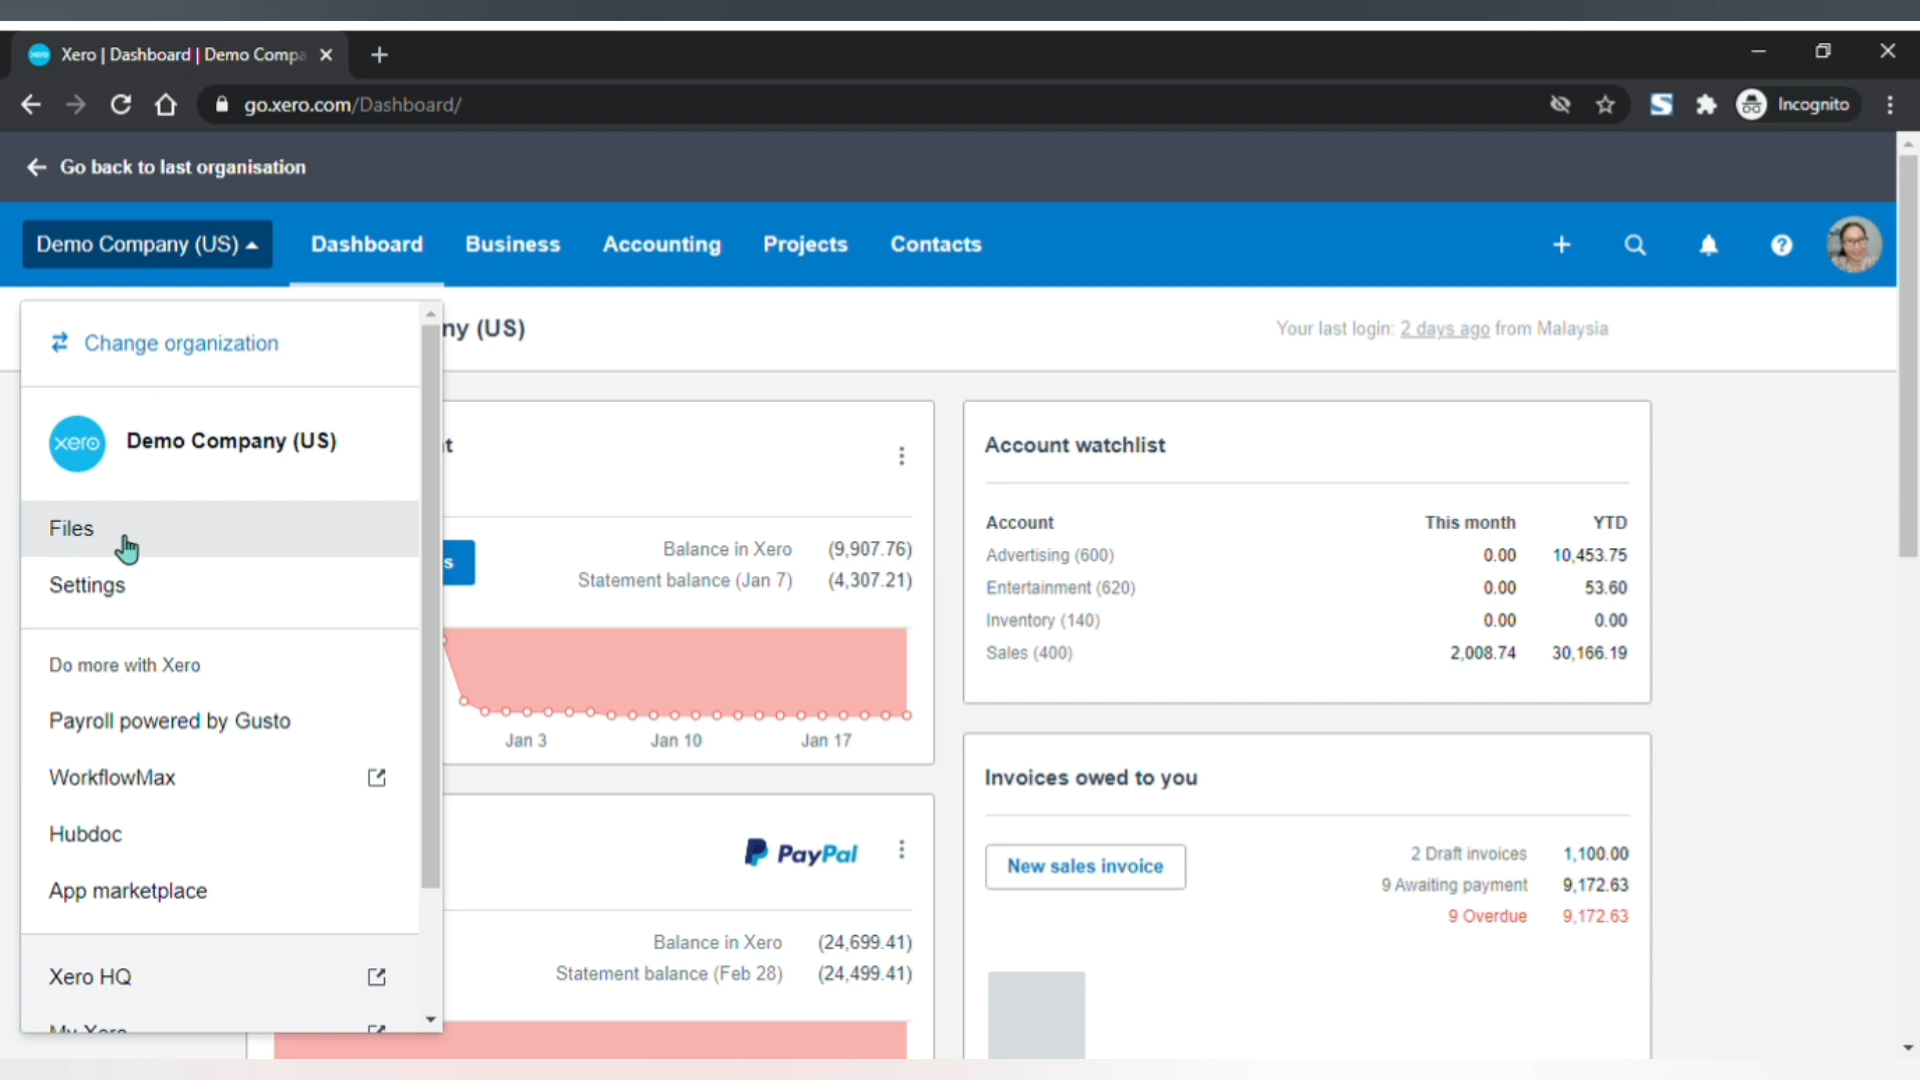 Xero | Dashboard | Demo Compa
go.xero.com/Dashboard/
Incognito
Go back to last organisation
Demo Company (US)
Dashboard
Business
Accounting
Projects
Contacts
Change organization
ny (US)
Your last login: 2 days ago from Malaysia
xero
Demo Company (US)
Files
Settings
Do more with Xero
Payroll powered by Gusto
WorkflowMax
Hubdoc
App marketplace
Xero HQ
My Xero
t
s
Balance in Xero (9,907.76)
Statement balance (Jan 7) (4,307.21)
Jan 3 Jan 10 Jan 17
PayPal
Balance in Xero (24,699.41)
Statement balance (Feb 28) (24,499.41)
Account watchlist
Account This month YTD
Advertising (600) 0.00 10,453.75
Entertainment (620) 0.00 53.60
Inventory (140) 0.00 0.00
Sales (400) 2,008.74 30,166.19
Invoices owed to you
New sales invoice
2 Draft invoices 1,100.00
9 Awaiting payment 9,172.63
9 Overdue 9,172.63